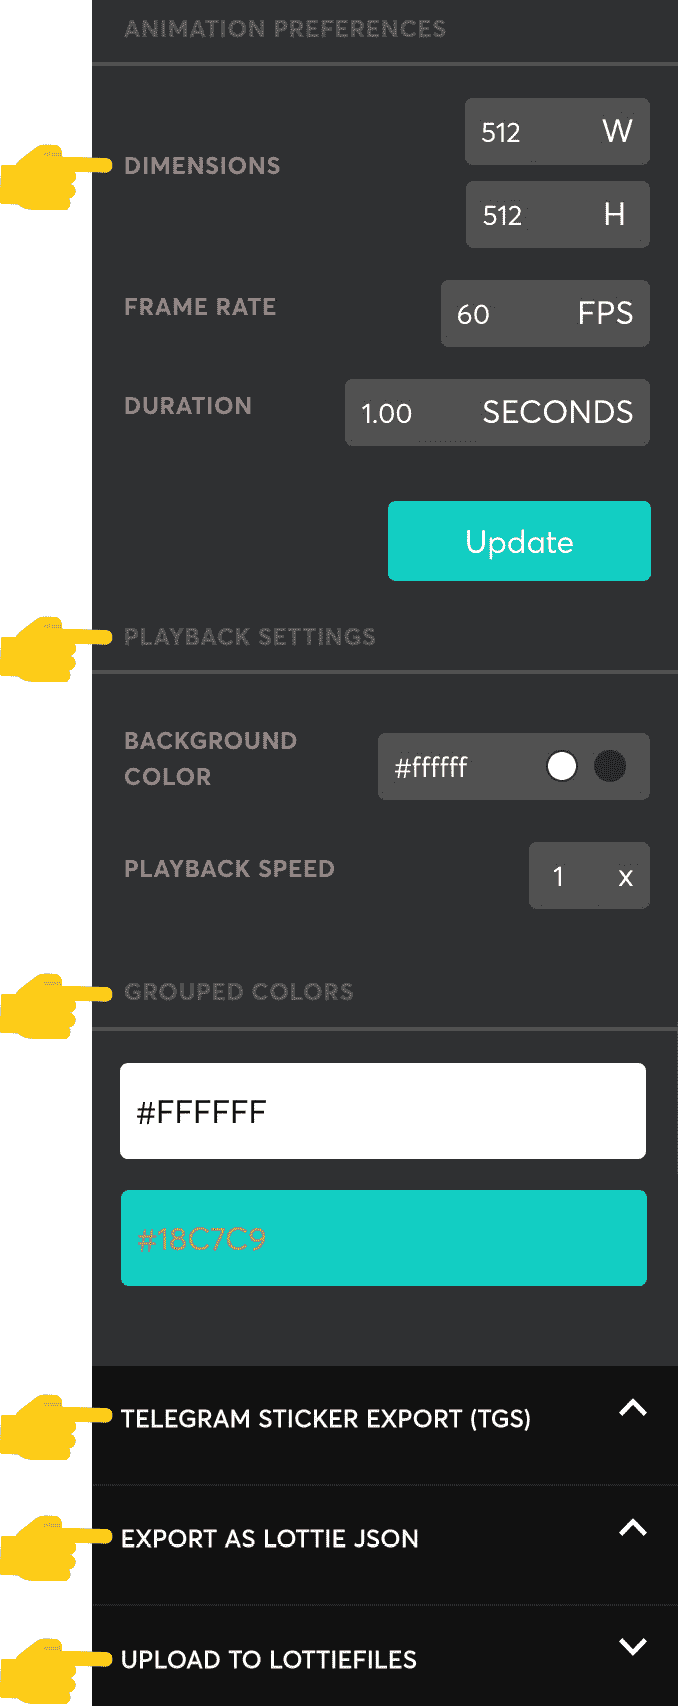 ANIMATION PREFERENCES
512 W
DIMENSIONS
512 H
FRAME RATE 60 FPS
DURATION 1.00 SECONDS
Update
PLAYBACK SETTINGS
BACKGROUND
COLOR
#ffffff
PLAYBACK SPEED 1 x
GROUPED COLORS
#FFFFFF
#18C7C9
TELEGRAM STICKER EXPORT (TGS)
EXPORT AS LOTTIE JSON
UPLOAD TO LOTTIEFILES